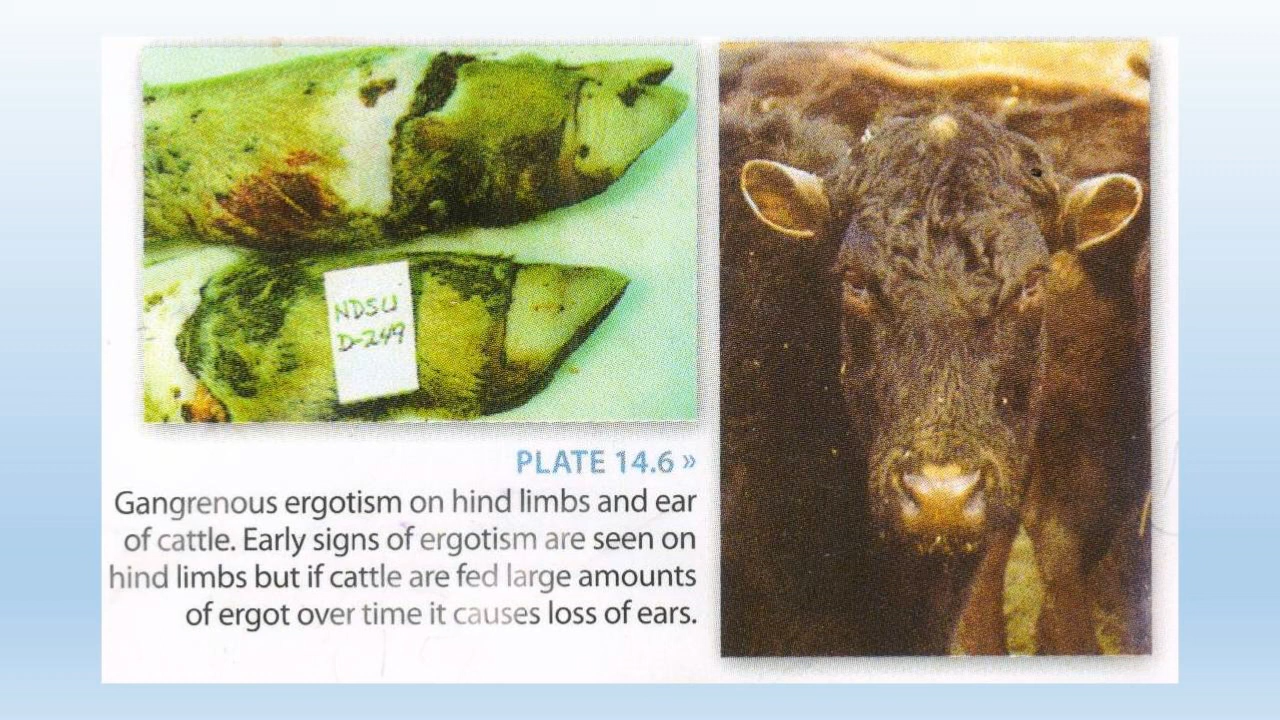 NDSU
D-249
PLATE 14.6 »
Gangrenous ergotism on hind limbs and ear
of cattle. Early signs of ergotism are seen on
hind limbs but if cattle are fed large amounts
of ergot over time it causes loss of ears.